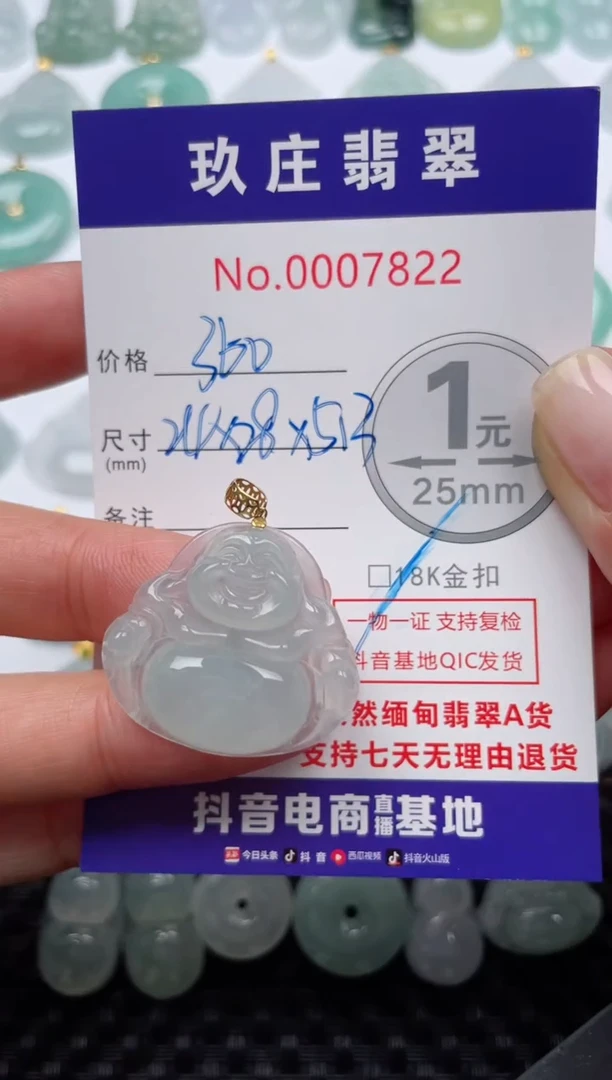 玖庄翡翠
No.0007822
价格 360
尺寸
(mm)
1元
25mm
备注
□18K金扣
一物一证 支持复检
抖音基地QIC发货
然缅甸翡翠A货
支持七天无理由退货
抖音电商直播基地
今日头条 抖音 西瓜视频 抖音火山版